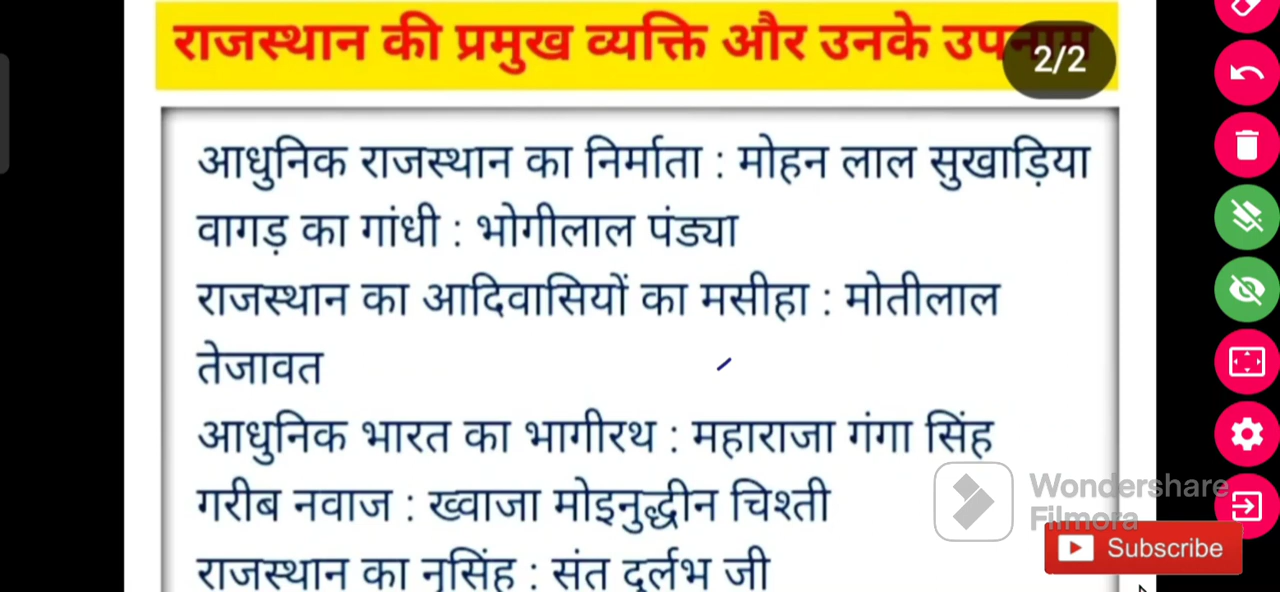 राजस्थान की प्रमुख व्यक्ति और उनके उपनाम
2/2
आधुनिक राजस्थान का निर्माता : मोहन लाल सुखाड़िया
वागड़ का गांधी : भोगीलाल पंड्या
राजस्थान का आदिवासियों का मसीहा : मोतीलाल
तेजावत
आधुनिक भारत का भागीरथ : महाराजा गंगा सिंह
गरीब नवाज : ख्वाजा मोइनुद्धीन चिश्ती
Wondershare
Filmora
Subscribe
राजस्थान का नृसिंह : संत दुर्लभ जी